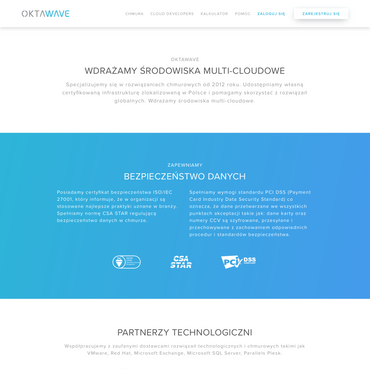 OKTAWAVE
CHMURA CLOUD DEVELOPERS KALKULATOR POMOC ZALOGUJ SIĘ ZAREJESTRUJ SIĘ
OKTAWAVE
WDRAŻAMY ŚRODOWISKA MULTI-CLOUDOWE
Specjalizujemy się w rozwiązaniach chmurowych od 2012 roku. Udostępniamy własną
certyfikowaną infrastrukturę zlokalizowaną w Polsce i pomagamy skorzystać z rozwiązań
globalnych. Wdrażamy środowiska multi-cloudowe.
ZAPEWNIAMY
BEZPIECZEŃSTWO DANYCH
Posiadamy certyfikat bezpieczeństwa ISO/IEC
27001, który informuje, że w organizacji są
stosowane najlepsze praktyki uznane w branży.
Spełniamy normę CSA STAR regulującą
bezpieczeństwo danych w chmurze.
Spełniamy wymogi standardu PCI DSS (Payment
Card Industry Data Security Standard) co
oznacza, że dane przetwarzane we wszystkich
punktach akceptacji takie jak: dane karty oraz
numery CCV są szyfrowane, przesyłane i
przechowywane z zachowaniem odpowiednich
procedur i standardów bezpieczeństwa.
CSA
STAR
PCI DSS
PARTNERZY TECHNOLOGICZNI
Współpracujemy z zaufanymi dostawcami rozwiązań technologicznych i chmurowych takimi jak:
VMware, Red Hat, Microsoft Exchange, Microsoft SQL Server, Parallels Plesk.